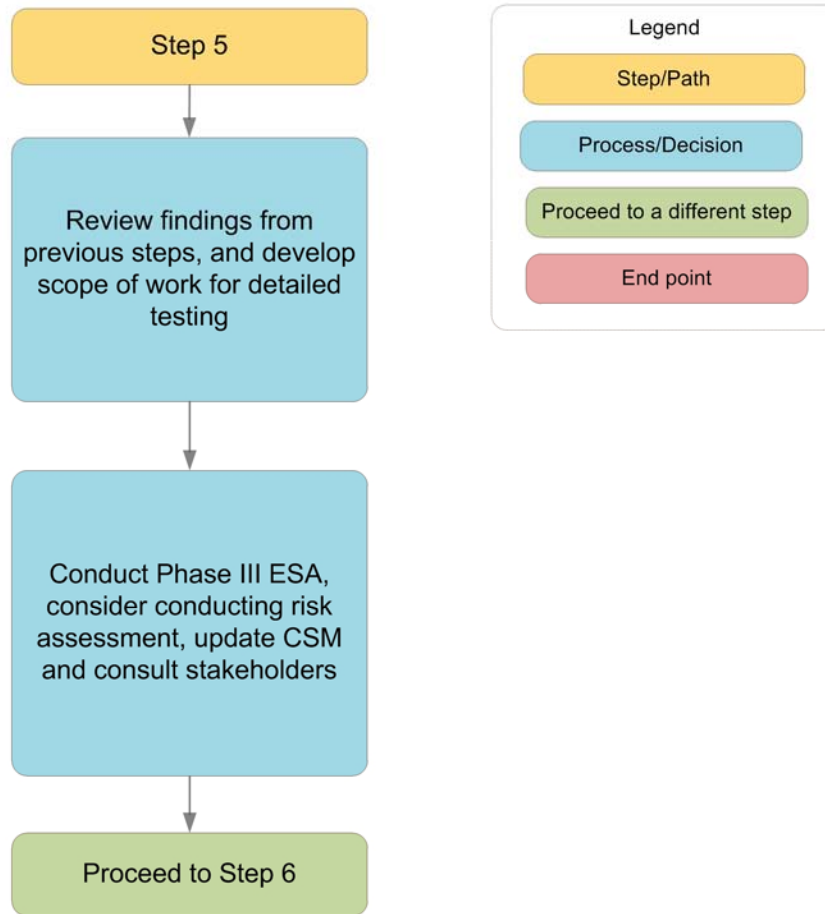 Step 5
Review findings from
previous steps, and develop
scope of work for detailed
testing
Conduct Phase III ESA,
consider conducting risk
assessment, update CSM
and consult stakeholders
Proceed to Step 6
Legend
Step/Path
Process/Decision
Proceed to a different step
End point